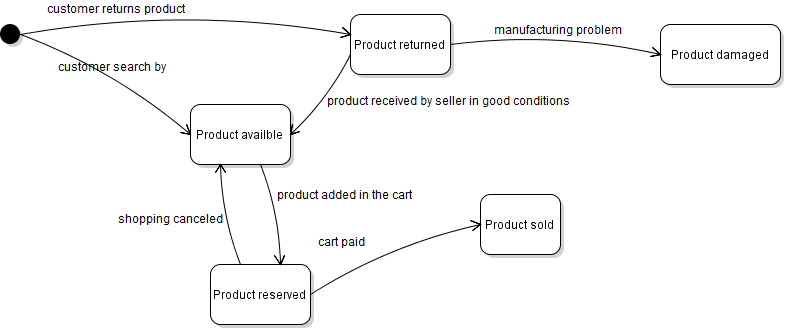 customer returns product
Product returned
manufacturing problem
Product damaged
customer search by
product received by seller in good conditions
Product availble
product added in the cart
shopping canceled
Product sold
cart paid
Product reserved